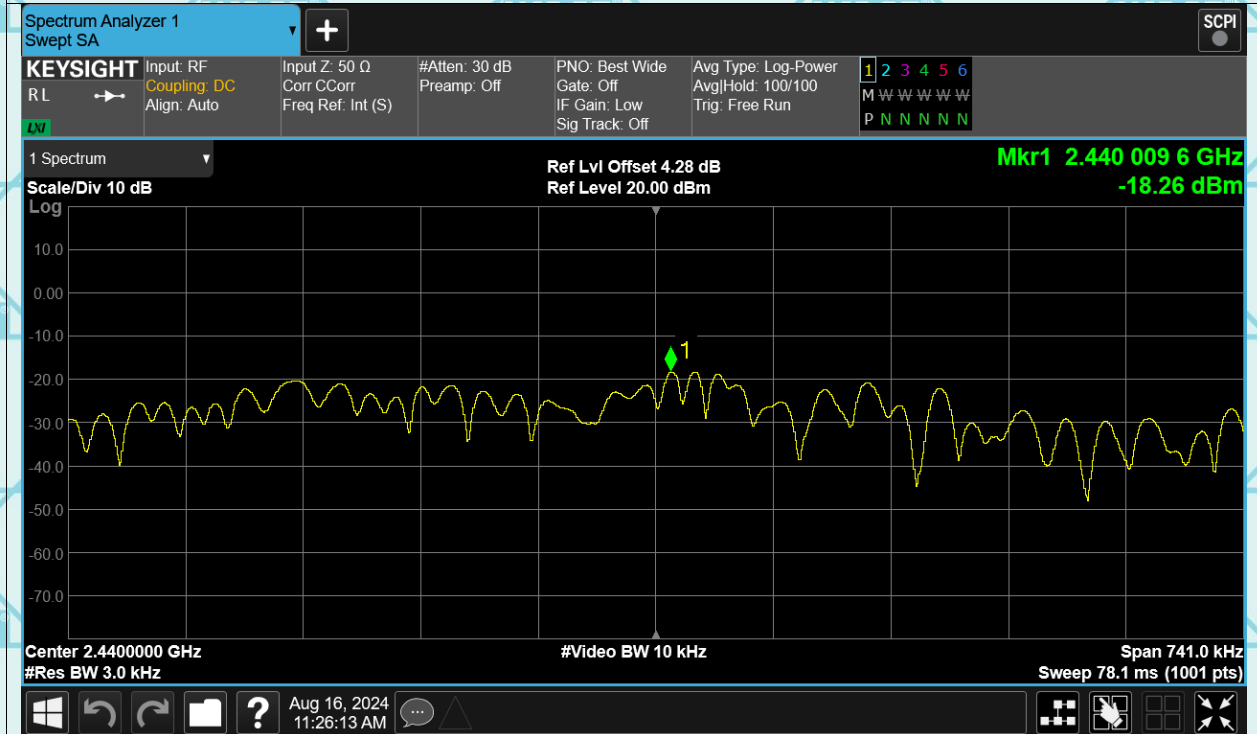 Spectrum Analyzer 1
Swept SA
+
SCPI
KEYSIGHT
RL
LXI
Input: RF
Coupling: DC
Align: Auto
Input Z: 50 Ω
Corr CCorr
Freq Ref: Int (S)
#Atten: 30 dB
Preamp: Off
PNO: Best Wide
Gate: Off
IF Gain: Low
Sig Track: Off
Avg Type: Log-Power
Avg|Hold: 100/100
Trig: Free Run
1 2 3 4 5 6
M W W W W W
P N N N N N
1 Spectrum
Scale/Div 10 dB
Log
Ref Lvl Offset 4.28 dB
Ref Level 20.00 dBm
Mkr1 2.440 009 6 GHz
-18.26 dBm
10.0
0.00
-10.0
-20.0
-30.0
-40.0
-50.0
-60.0
-70.0
1
Center 2.4400000 GHz
#Res BW 3.0 kHz
#Video BW 10 kHz
Span 741.0 kHz
Sweep 78.1 ms (1001 pts)
?
Aug 16, 2024
11:26:13 AM